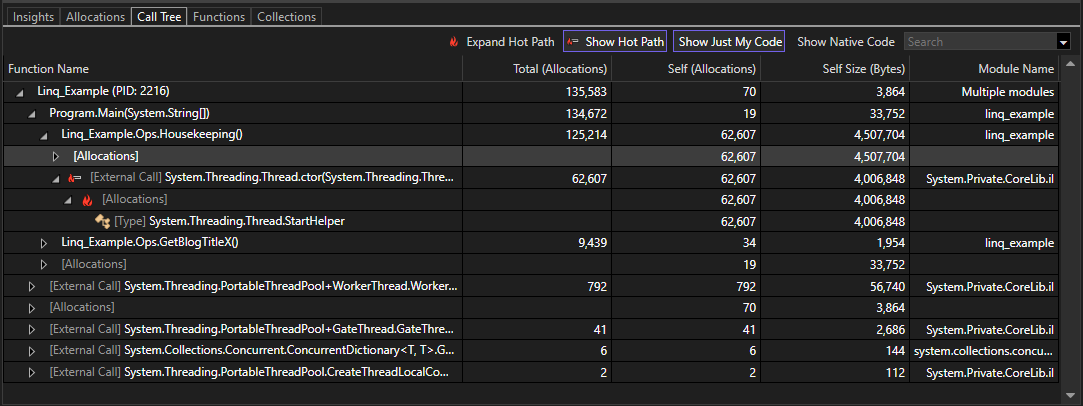 Insights Allocations Call Tree Functions Collections
Expand Hot Path Show Hot Path Show Just My Code Show Native Code Search
Function Name Total (Allocations) Self (Allocations) Self Size (Bytes) Module Name
Linq_Example (PID: 2216) 135,583 70 3,864 Multiple modules
Program.Main(System.String[]) 134,672 19 33,752 linq_example
Linq_Example.Ops.Housekeeping() 125,214 62,607 4,507,704 linq_example
[Allocations] 62,607 4,507,704
[External Call] System.Threading.Thread.ctor(System.Threading.Thre... 62,607 62,607 4,006,848 System.Private.CoreLib.il
[Allocations] 62,607 4,006,848
[Type] System.Threading.Thread.StartHelper 62,607 4,006,848
Linq_Example.Ops.GetBlogTitleX() 9,439 34 1,954 linq_example
[Allocations] 19 33,752
[External Call] System.Threading.PortableThreadPool+WorkerThread.Worker... 792 792 56,740 System.Private.CoreLib.il
[Allocations] 70 3,864
[External Call] System.Threading.PortableThreadPool+GateThread.GateThre... 41 41 2,686 System.Private.CoreLib.il
[External Call] System.Collections.Concurrent.ConcurrentDictionary<T, T>.G... 6 6 144 system.collections.concu...
[External Call] System.Threading.PortableThreadPool.CreateThreadLocalCo... 2 2 112 System.Private.CoreLib.il